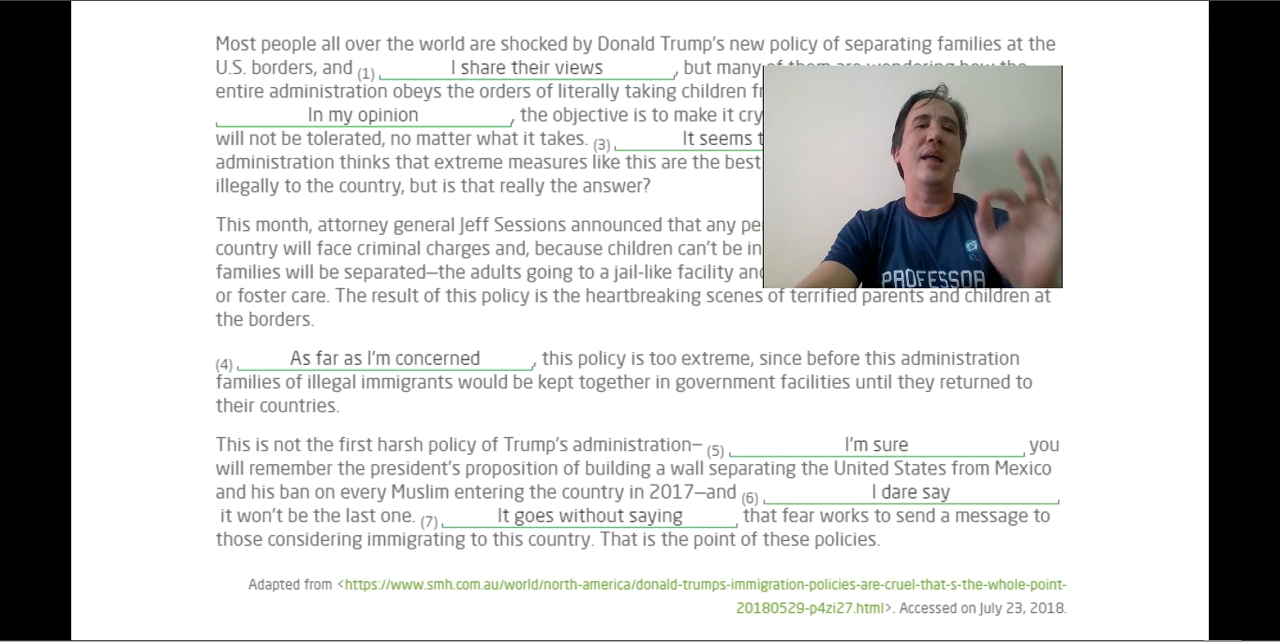 Most people all over the world are shocked by Donald Trump's new policy of separating families at the
U.S. borders, and (1) I share their views, but many of them are wondering how the
entire administration obeys the orders of literally taking children
In my opinion, the objective is to make it
will not be tolerated, no matter what it takes. (3) It seems
administration thinks that extreme measures like this are the best
illegally to the country, but is that really the answer?
This month, attorney general Jeff Sessions announced that any
country will face criminal charges and, because children can't be
families will be separated—the adults going to a jail-like facility
or foster care. The result of this policy is the heartbreaking scenes of terrified parents and children at
the borders.
(4) As far as I'm concerned, this policy is too extreme, since before this administration
families of illegal immigrants would be kept together in government facilities until they returned to
their countries.
This is not the first harsh policy of Trump's administration— (5) I'm sure you
will remember the president's proposition of building a wall separating the United States from Mexico
and his ban on every Muslim entering the country in 2017—and (6) I dare say
it won't be the last one. (7) It goes without saying that fear works to send a message to
those considering immigrating to this country. That is the point of these policies.
Adapted from <https://www.smh.com.au/world/north-america/donald-trumps-immigration-policies-are-cruel-that-s-the-whole-point-
20180529-p4zi27.html>. Accessed on July 23, 2018.
PROFESSOR